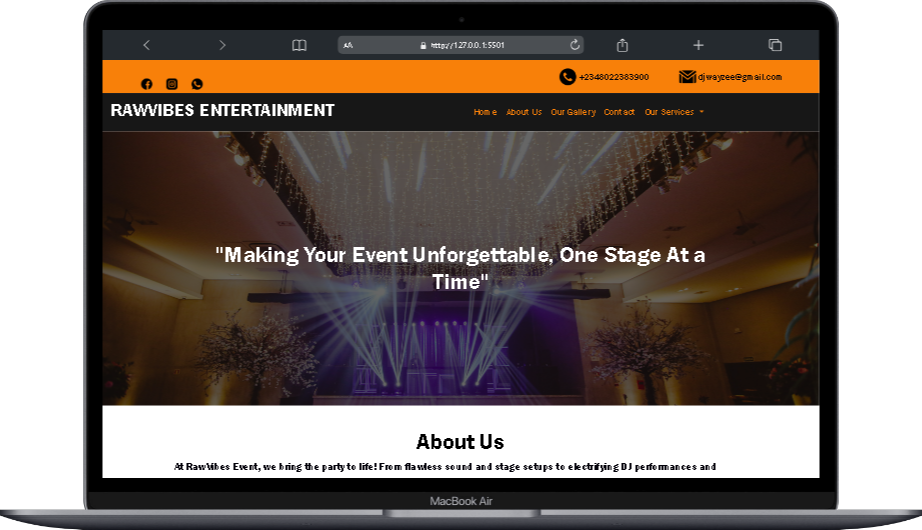 AA http://127.0.0.1:5501
+2348022383900 djwayzee@gmail.com
RAWVIBES ENTERTAINMENT Home About Us Our Gallery Contact Our Services
"Making Your Event Unforgettable, One Stage At a
Time"
About Us
At RawVibes Event, we bring the party to life! From flawless sound and stage setups to electrifying DJ performances and
MacBook Air